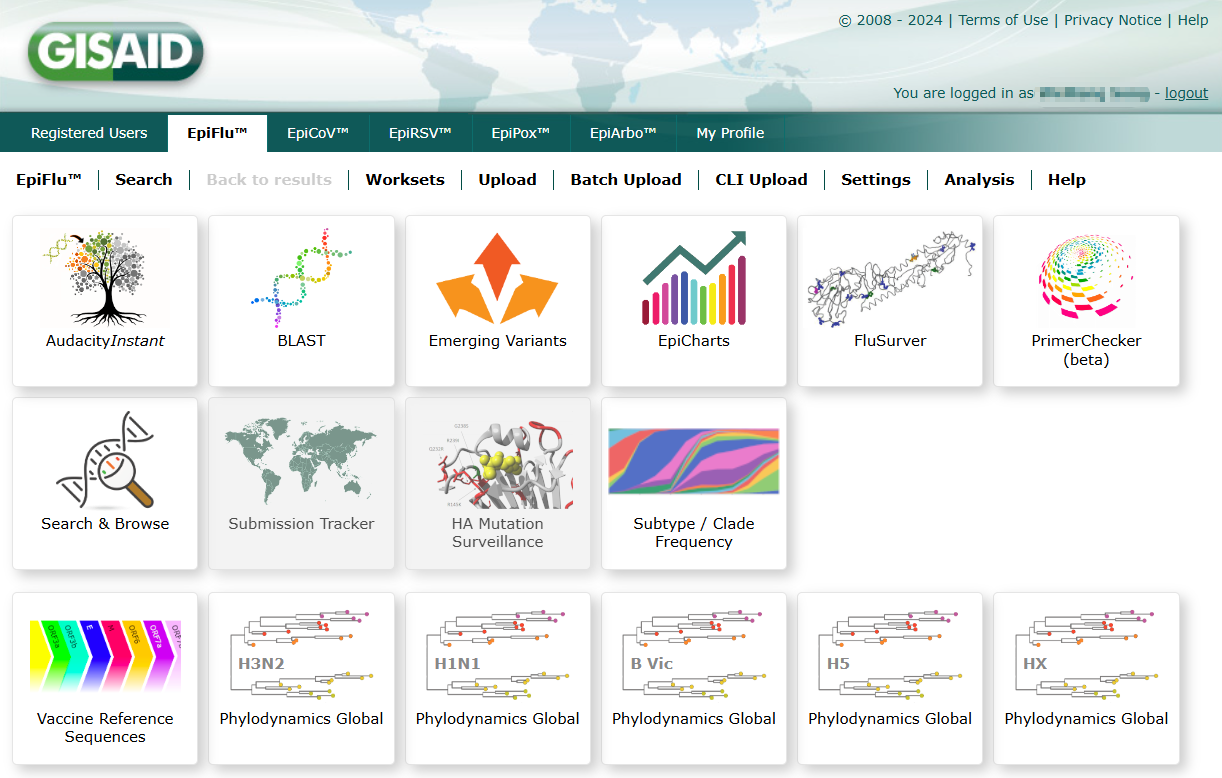 © 2008 - 2024 | Terms of Use | Privacy Notice | Help
GISAID
You are logged in as - logout
Registered Users EpiFlu™ EpiCoV™ EpiRSV™ EpiPox™ EpiArbo™ My Profile
EpiFlu™ | Search | Back to results | Worksets | Upload | Batch Upload | CLI Upload | Settings | Analysis | Help
AudacityInstant
BLAST
Emerging Variants
EpiCharts
FluSurver
PrimerChecker
(beta)
Search & Browse
Submission Tracker
HA Mutation
Surveillance
Subtype / Clade
Frequency
ORF3a ORF3b E M ORF6 ORF7a
Vaccine Reference
Sequences
H3N2
Phylodynamics Global
H1N1
Phylodynamics Global
B Vic
Phylodynamics Global
H5
Phylodynamics Global
HX
Phylodynamics Global